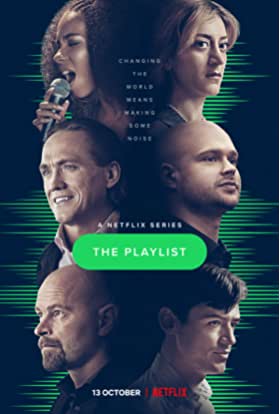 CHANGING
THE
WORLD
MEANS
MAKING
SOME
NOISE
A NETFLIX SERIES
THE PLAYLIST
13 OCTOBER | NETFLIX